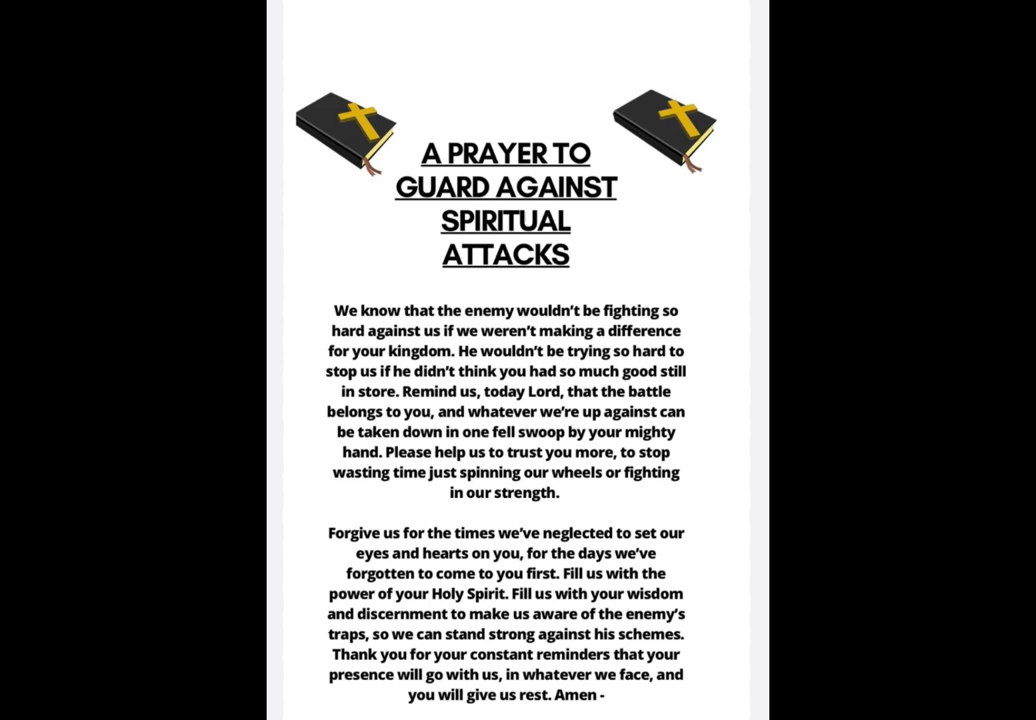 A PRAYER TO
GUARD AGAINST
SPIRITUAL
ATTACKS
We know that the enemy wouldn't be fighting so
hard against us if we weren't making a difference
for your kingdom. He wouldn't be trying so hard to
stop us if he didn't think you had so much good still
in store. Remind us, today Lord, that the battle
belongs to you, and whatever we're up against can
be taken down in one fell swoop by your mighty
hand. Please help us to trust you more, to stop
wasting time just spinning our wheels or fighting
in our strength.
Forgive us for the times we've neglected to set our
eyes and hearts on you, for the days we've
forgotten to come to you first. Fill us with the
power of your Holy Spirit. Fill us with your wisdom
and discernment to make us aware of the enemy's
traps, so we can stand strong against his schemes.
Thank you for your constant reminders that your
presence will go with us, in whatever we face, and
you will give us rest. Amen -